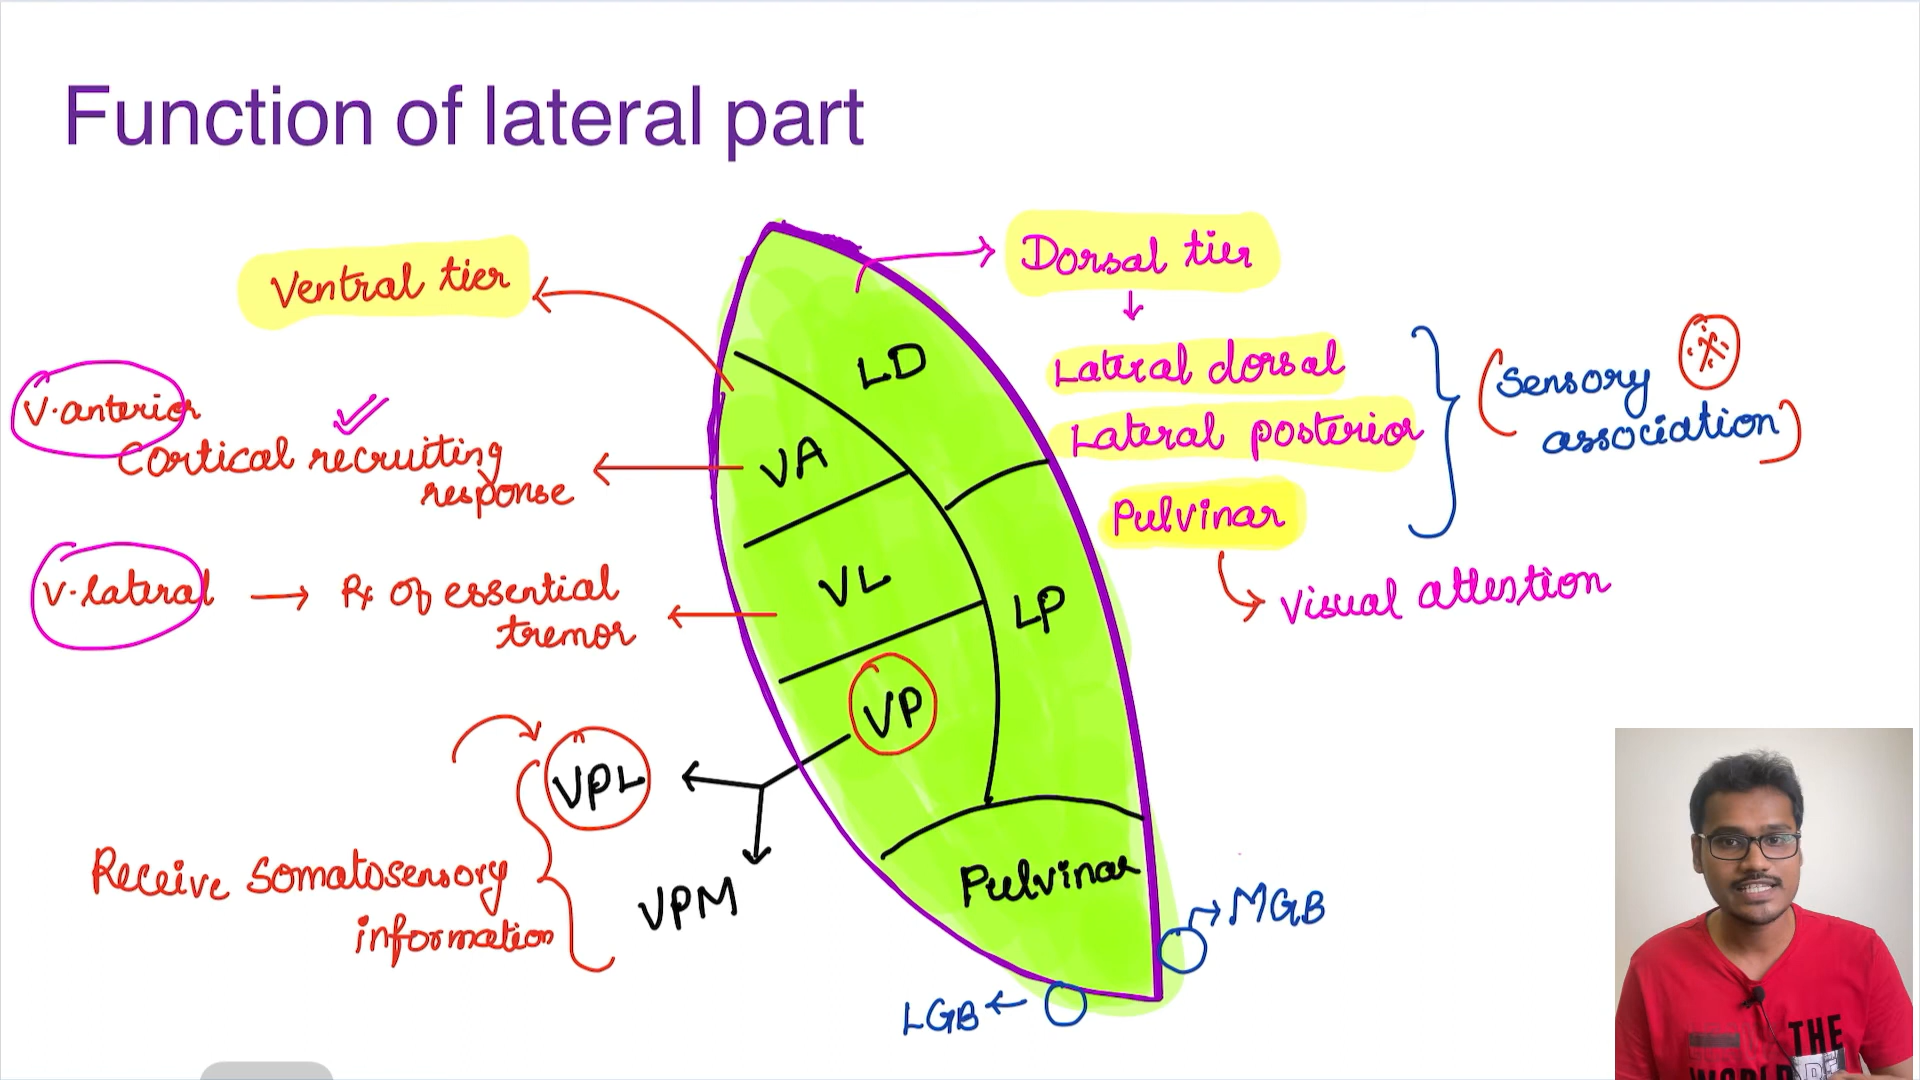 Function of lateral part
Ventral tier
V. anterior
Cortical recruiting
response
V. lateral → Rx of essential
tremor
VPL
VPM
Receive somatosensory
information
LD
VA
VL
LP
VP
Pulvinar
MGB
LGB
Dorsal tier
Lateral dorsal
Lateral posterior
Pulvinar
Visual attention
(Sensory
association)
THE